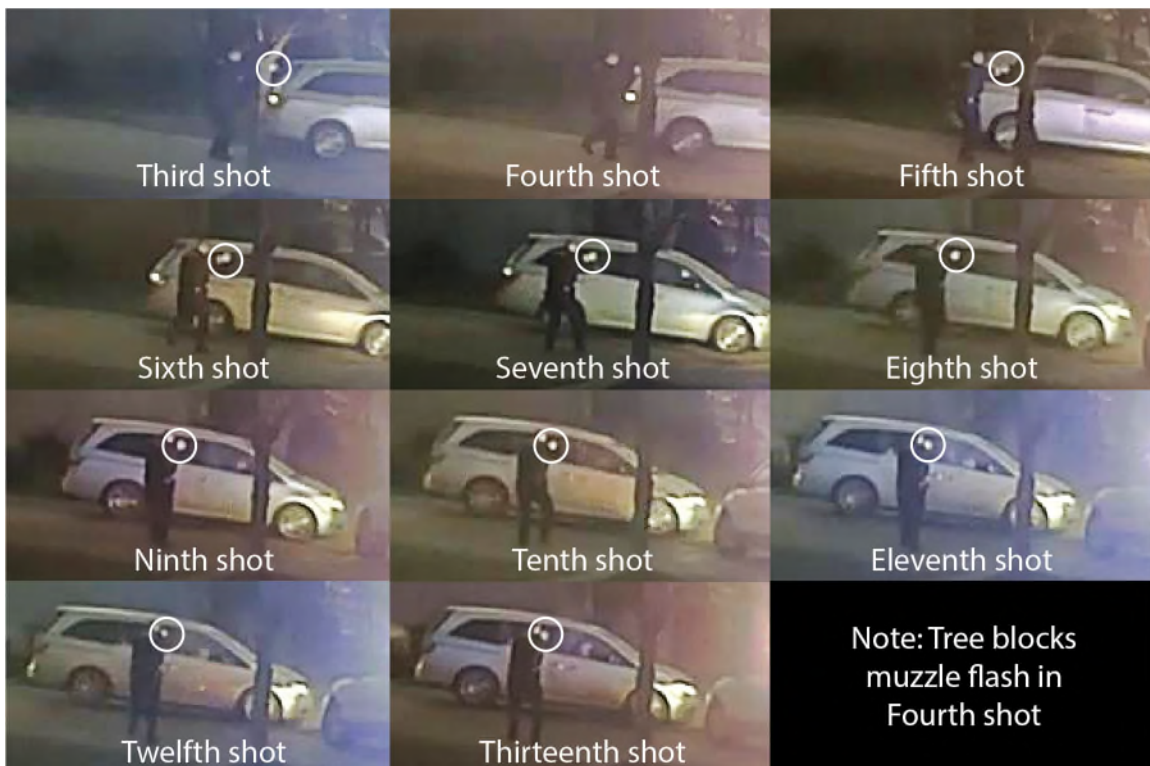 Third shot
Fourth shot
Fifth shot
Sixth shot
Seventh shot
Eighth shot
Ninth shot
Tenth shot
Eleventh shot
Twelfth shot
Thirteenth shot
Note: Tree blocks
muzzle flash in
Fourth shot